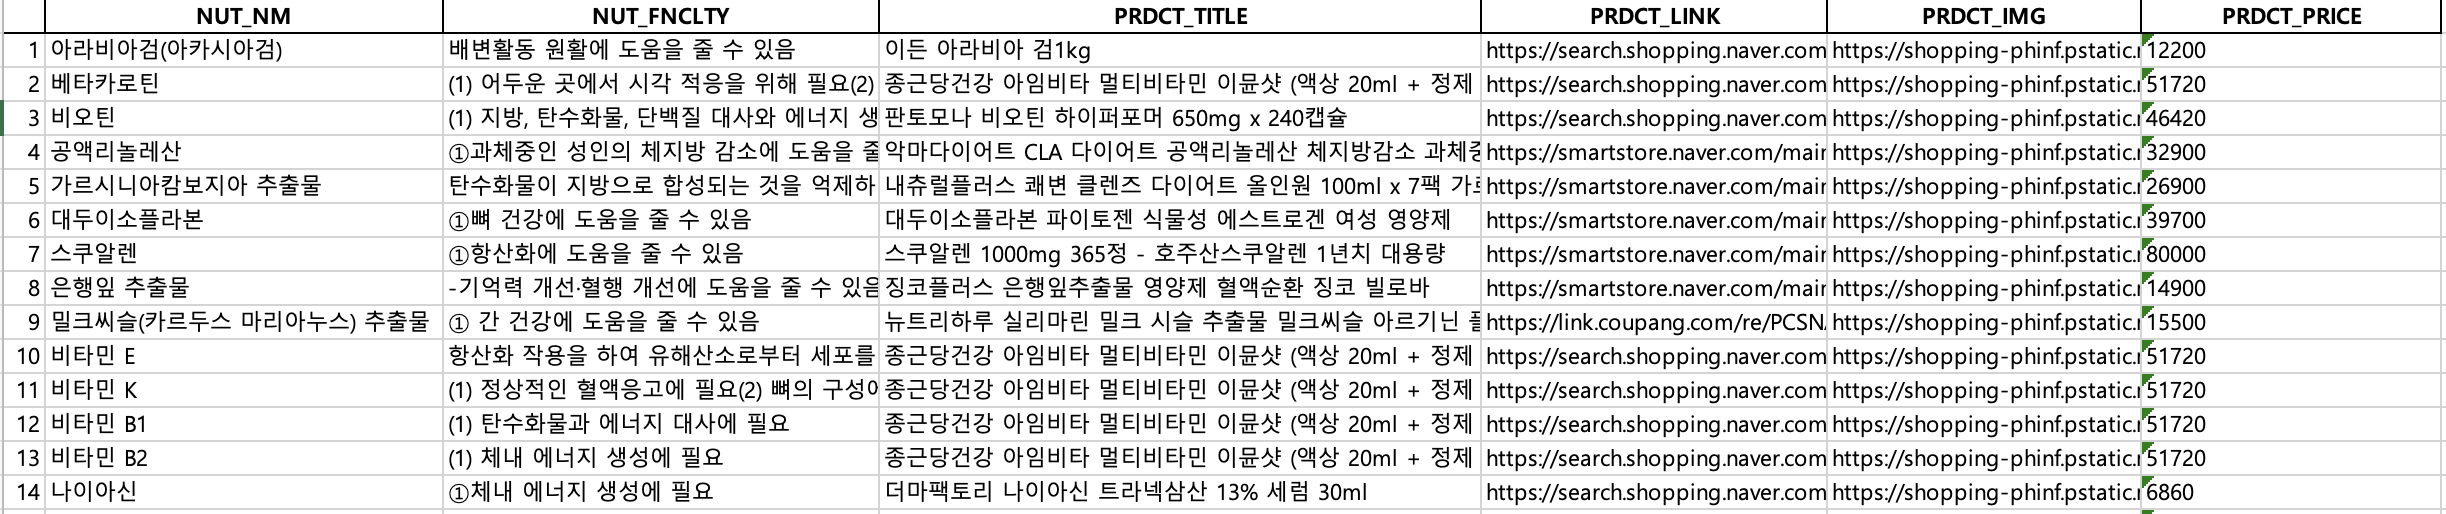 NUT_NM NUT_FNCLTY PRDCT_TITLE PRDCT_LINK PRDCT_IMG PRDCT_PRICE
1 아라비아검(아카시아검) 배변활동 원활에 도움을 줄 수 있음 이든 아라비아 검1kg https://search.shopping.naver.com https://shopping-phinf.pstatic. 12200
2 베타카로틴 (1) 어두운 곳에서 시각 적응을 위해 필요(2) 종근당건강 아임비타 멀티비타민 이뮨샷 (액상 20ml + 정제 https://search.shopping.naver.com https://shopping-phinf.pstatic. 51720
3 비오틴 (1) 지방, 탄수화물, 단백질 대사와 에너지 생 판토모나 비오틴 하이퍼포머 650mg x 240캡슐 https://search.shopping.naver.com https://shopping-phinf.pstatic. 46420
4 공액리놀레산 ①과체중인 성인의 체지방 감소에 도움을 줄 악마다이어트 CLA 다이어트 공액리놀레산 체지방감소 과체중 https://smartstore.naver.com/mair https://shopping-phinf.pstatic. 32900
5 가르시니아캄보지아 추출물 탄수화물이 지방으로 합성되는 것을 억제하 내츄럴플러스 쾌변 클렌즈 다이어트 올인원 100ml x 7팩 가르 https://smartstore.naver.com/mair https://shopping-phinf.pstatic. 26900
6 대두이소플라본 ①뼈 건강에 도움을 줄 수 있음 대두이소플라본 파이토젠 식물성 에스트로겐 여성 영양제 https://smartstore.naver.com/mair https://shopping-phinf.pstatic. 39700
7 스쿠알렌 ①항산화에 도움을 줄 수 있음 스쿠알렌 1000mg 365정 - 호주산스쿠알렌 1년치 대용량 https://smartstore.naver.com/mair https://shopping-phinf.pstatic. 80000
8 은행잎 추출물 -기억력 개선·혈행 개선에 도움을 줄 수 있음 징코플러스 은행잎추출물 영양제 혈액순환 징코 빌로바 https://smartstore.naver.com/mair https://shopping-phinf.pstatic. 14900
9 밀크씨슬(카르두스 마리아누스) 추출물 ① 간 건강에 도움을 줄 수 있음 뉴트리하루 실리마린 밀크 시슬 추출물 밀크씨슬 아르기닌 https://link.coupang.com/re/PCSN https://shopping-phinf.pstatic. 15500
10 비타민 E 항산화 작용을 하여 유해산소로부터 세포를 종근당건강 아임비타 멀티비타민 이뮨샷 (액상 20ml + 정제 https://search.shopping.naver.com https://shopping-phinf.pstatic. 51720
11 비타민 K (1) 정상적인 혈액응고에 필요(2) 뼈의 구성에 종근당건강 아임비타 멀티비타민 이뮨샷 (액상 20ml + 정제 https://search.shopping.naver.com https://shopping-phinf.pstatic. 51720
12 비타민 B1 (1) 탄수화물과 에너지 대사에 필요 종근당건강 아임비타 멀티비타민 이뮨샷 (액상 20ml + 정제 https://search.shopping.naver.com https://shopping-phinf.pstatic. 51720
13 비타민 B2 (1) 체내 에너지 생성에 필요 종근당건강 아임비타 멀티비타민 이뮨샷 (액상 20ml + 정제 https://search.shopping.naver.com https://shopping-phinf.pstatic. 51720
14 나이아신 ①체내 에너지 생성에 필요 더마팩토리 나이아신 트라넥삼산 13% 세럼 30ml https://search.shopping.naver.com https://shopping-phinf.pstatic. 6860